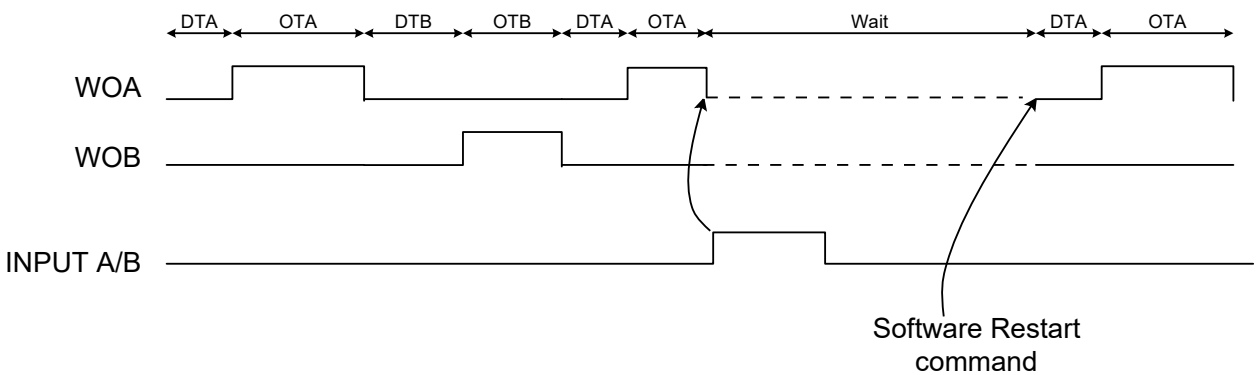 DTA OTA DTB OTB DTA OTA Wait DTA OTA
WOA
WOB
INPUT A/B
Software Restart
command